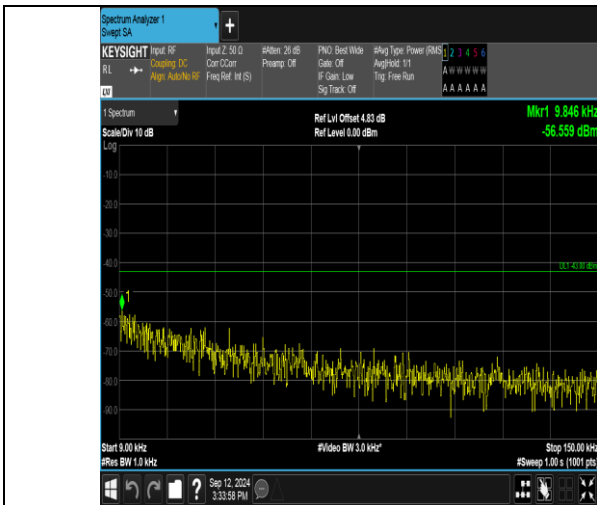 Spectrum Analyzer 1
Swept SA
+
KEYSIGHT Input: RF Input Z: 50 Ω #Atten: 26 dB PNO: Best Wide #Avg Type: Power (RMS 1 2 3 4 5 6
RL Coupling: DC Corr CCorr Preamp: Off Gate: Off Avg|Hold: 1/1 A W W W W W
Align: Auto/No RF Freq Ref: Int (S) IF Gain: Low Trig: Free Run A A A A A A
LXI Sig Track: Off
1 Spectrum Ref Lvl Offset 4.83 dB Mkr1 9.846 kHz
Scale/Div 10 dB Ref Level 0.00 dBm -56.559 dBm
Log
-10.0
-20.0
-30.0
-40.0
DL1 -43.00 dBm
-50.0
1
-60.0
-70.0
-80.0
-90.0
Start 9.00 kHz #Video BW 3.0 kHz* Stop 150.00 kHz
#Res BW 1.0 kHz #Sweep 1.00 s (1001 pts)
? Sep 12, 2024
3:33:58 PM